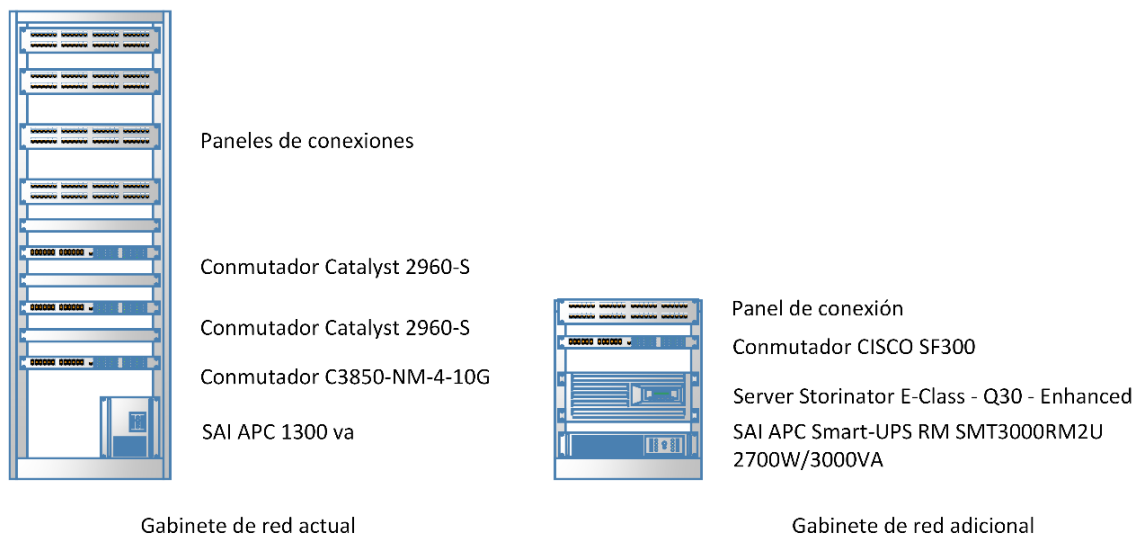 Paneles de conexiones
Conmutador Catalyst 2960-S
Conmutador Catalyst 2960-S
Conmutador C3850-NM-4-10G
SAI APC 1300 va
Gabinete de red actual
Panel de conexión
Conmutador CISCO SF300
Server Storinator E-Class - Q30 - Enhanced
SAI APC Smart-UPS RM SMT3000RM2U
2700W/3000VA
Gabinete de red adicional